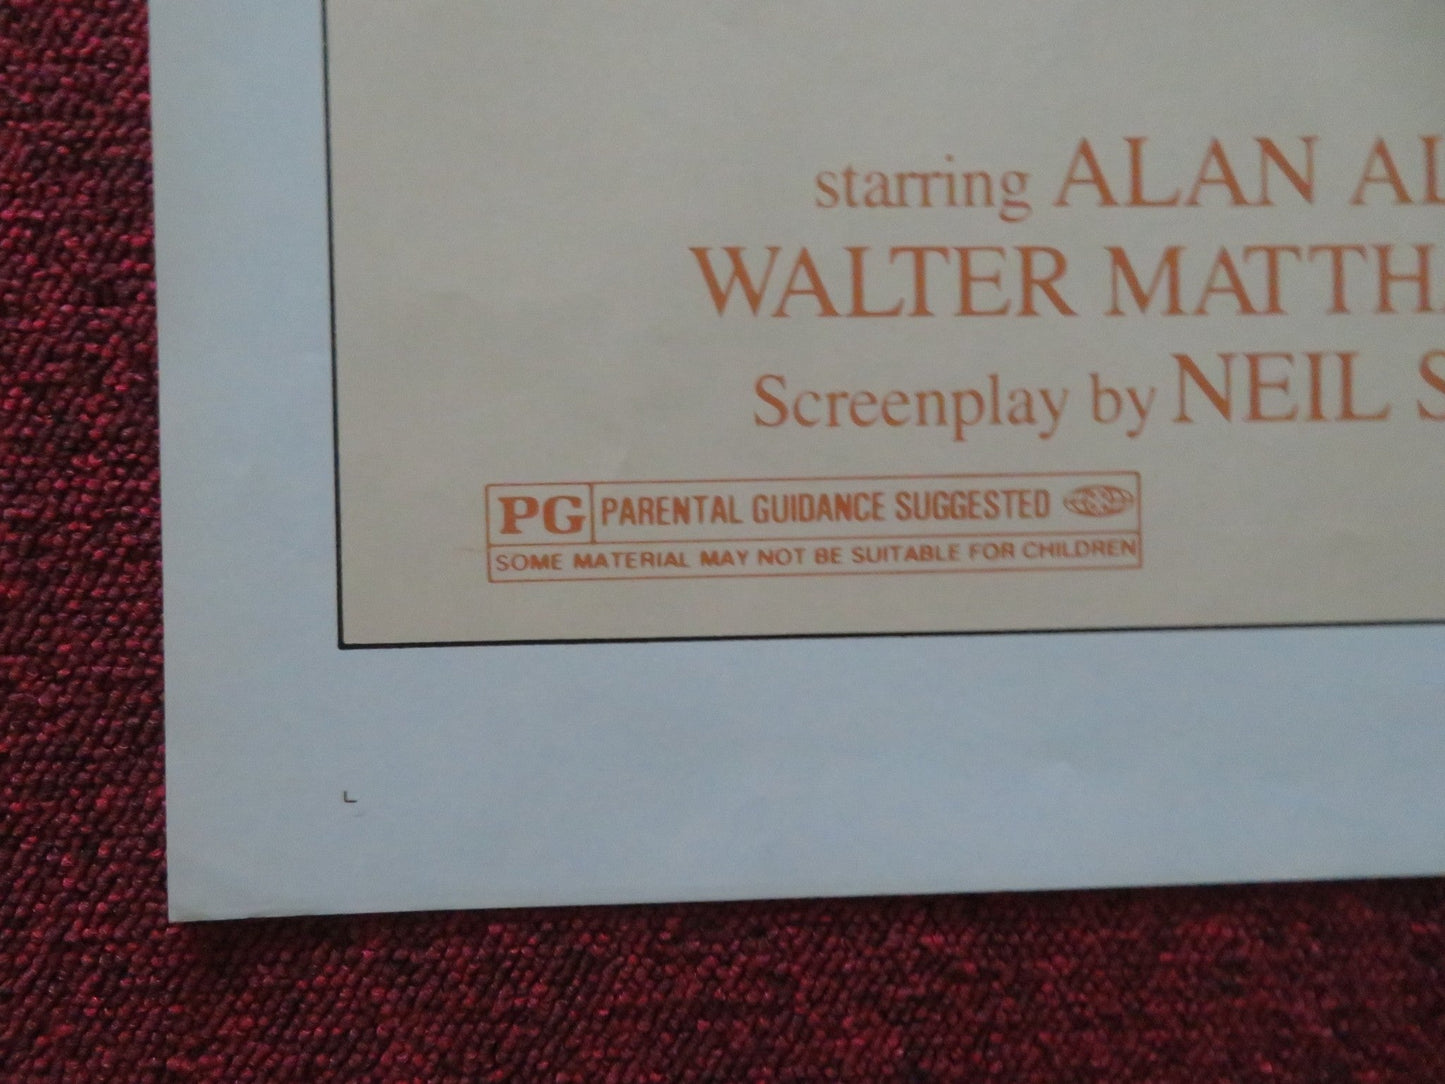 starring ALAN AL
WALTER MATTHA
Screenplay by NEIL S
PG PARENTAL GUIDANCE SUGGESTED
SOME MATERIAL MAY NOT BE SUITABLE FOR CHILDREN
L